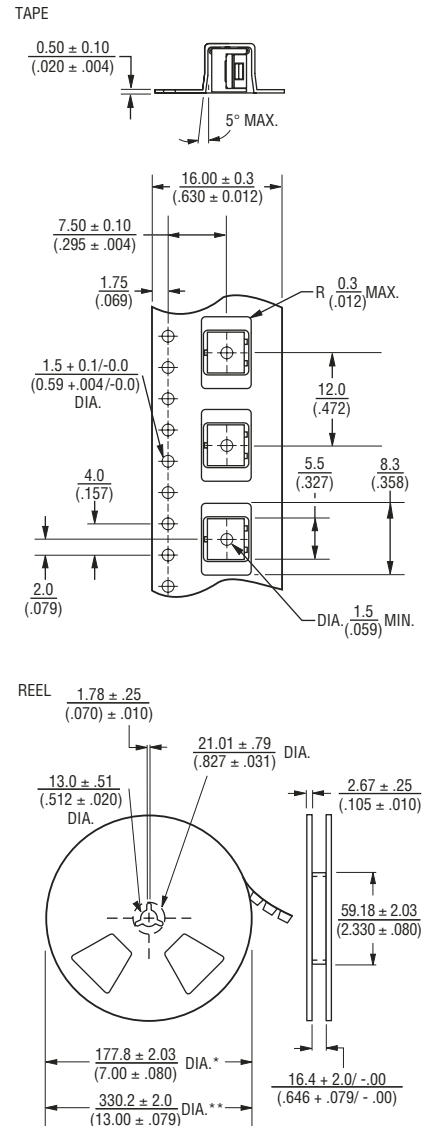 TAPE
0.50 ± 0.10
(.020 ± .004)
5° MAX.
16.00 ± 0.3
(.630 ± 0.012)
7.50 ± 0.10
(.295 ± .004)
1.75
(.069)
R 0.3 MAX.
(.012)
1.5 + 0.1/-0.0
(0.59 +.004/-0.0)
DIA.
12.0
(.472)
4.0
(.157)
5.5
(.327)
8.3
(.358)
2.0
(.079)
DIA. 1.5 MIN.
(.059)
REEL
1.78 ± .25
(.070) ± .010)
21.01 ± .79 DIA.
(.827 ± .031)
13.0 ± .51
(.512 ± .020)
DIA.
2.67 ± .25
(.105 ± .010)
59.18 ± 2.03
(2.330 ± .080)
177.8 ± 2.03 DIA.*
(7.00 ± .080)
16.4 + 2.0/ -.00
(.646 + .079/ - .00)
330.2 ± 2.0 DIA.**
(13.00 ± .079)